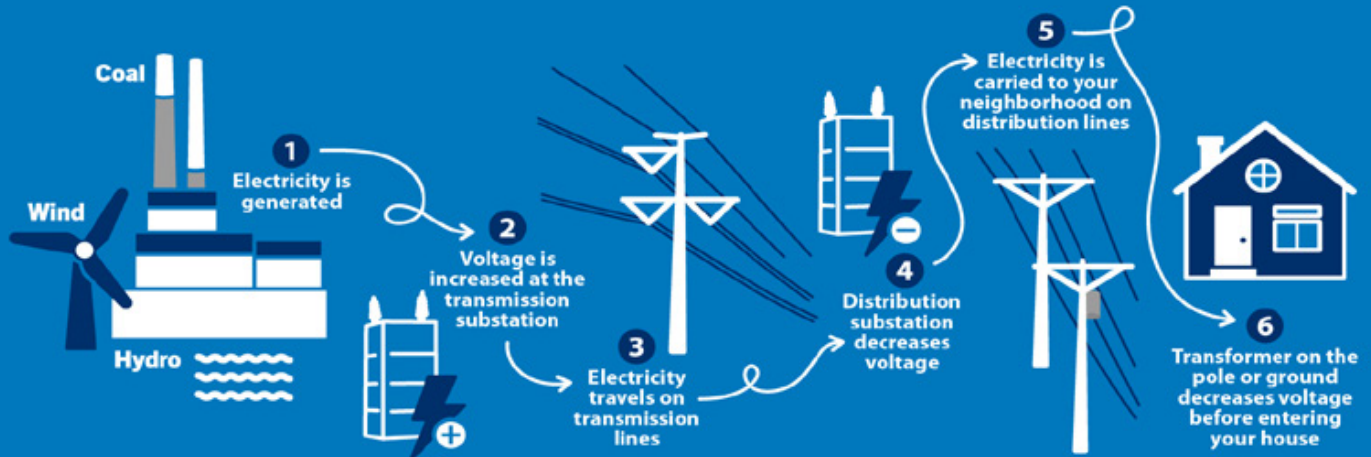 Coal
Wind
Hydro
1
Electricity is
generated
2
Voltage is
increased at the
transmission
substation
3
Electricity
travels on
transmission
lines
4
Distribution
substation
decreases
voltage
5
Electricity is
carried to your
neighborhood on
distribution lines
6
Transformer on the
pole or ground
decreases voltage
before entering
your house